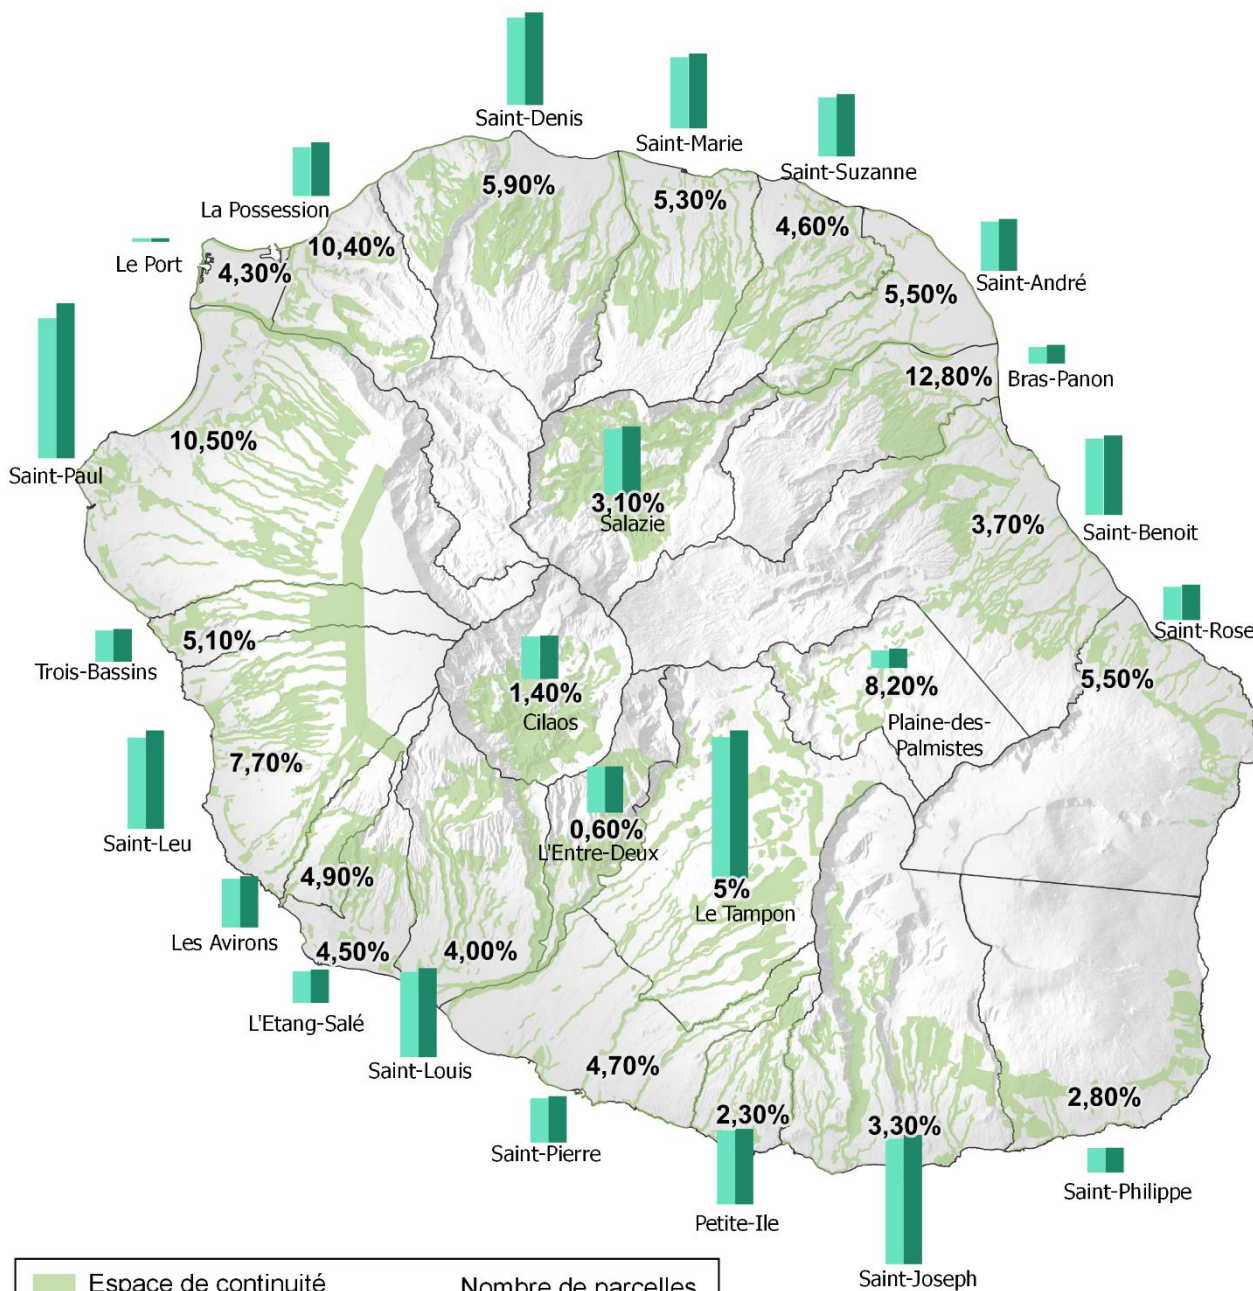 Saint-Denis
Saint-Marie
Saint-Suzanne
5,90%
5,30%
La Possession
4,60%
10,40%
Le Port
4,30%
Saint-André
5,50%
12,80%
Bras-Panon
10,50%
Saint-Paul
3,10%
Salazie
3,70%
Saint-Benoit
Saint-Rose
5,10%
Trois-Bassins
1,40%
Cilaos
8,20%
Plaine-des-
Palmistes
5,50%
7,70%
Saint-Leu
0,60%
L'Entre-Deux
4,90%
5%
Le Tampon
Les Avirons
4,50%
4,00%
L'Etang-Salé
Saint-Louis
4,70%
2,30%
3,30%
2,80%
Saint-Pierre
Petite-Ile
Saint-Philippe
Saint-Joseph
Espace de continuité
Nombre de parcelles